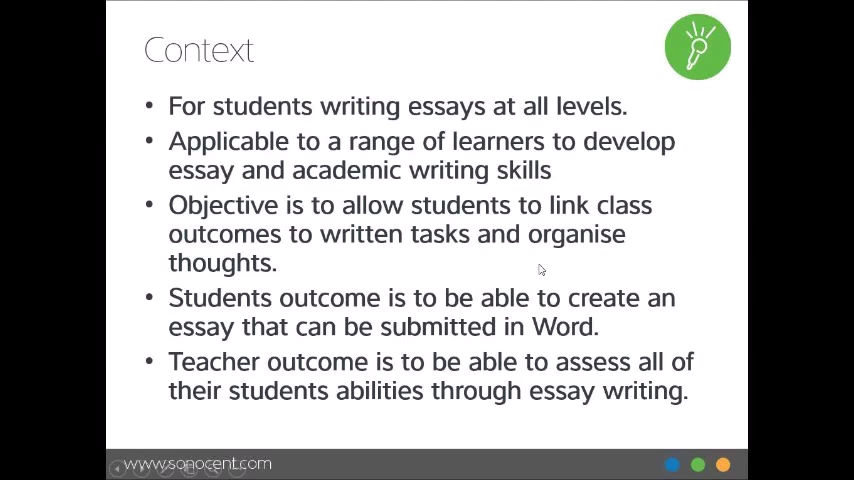 Context
• For students writing essays at all levels.
• Applicable to a range of learners to develop
essay and academic writing skills
• Objective is to allow students to link class
outcomes to written tasks and organise
thoughts.
• Students outcome is to be able to create an
essay that can be submitted in Word.
• Teacher outcome is to be able to assess all of
their students abilities through essay writing.
www.sonocent.com